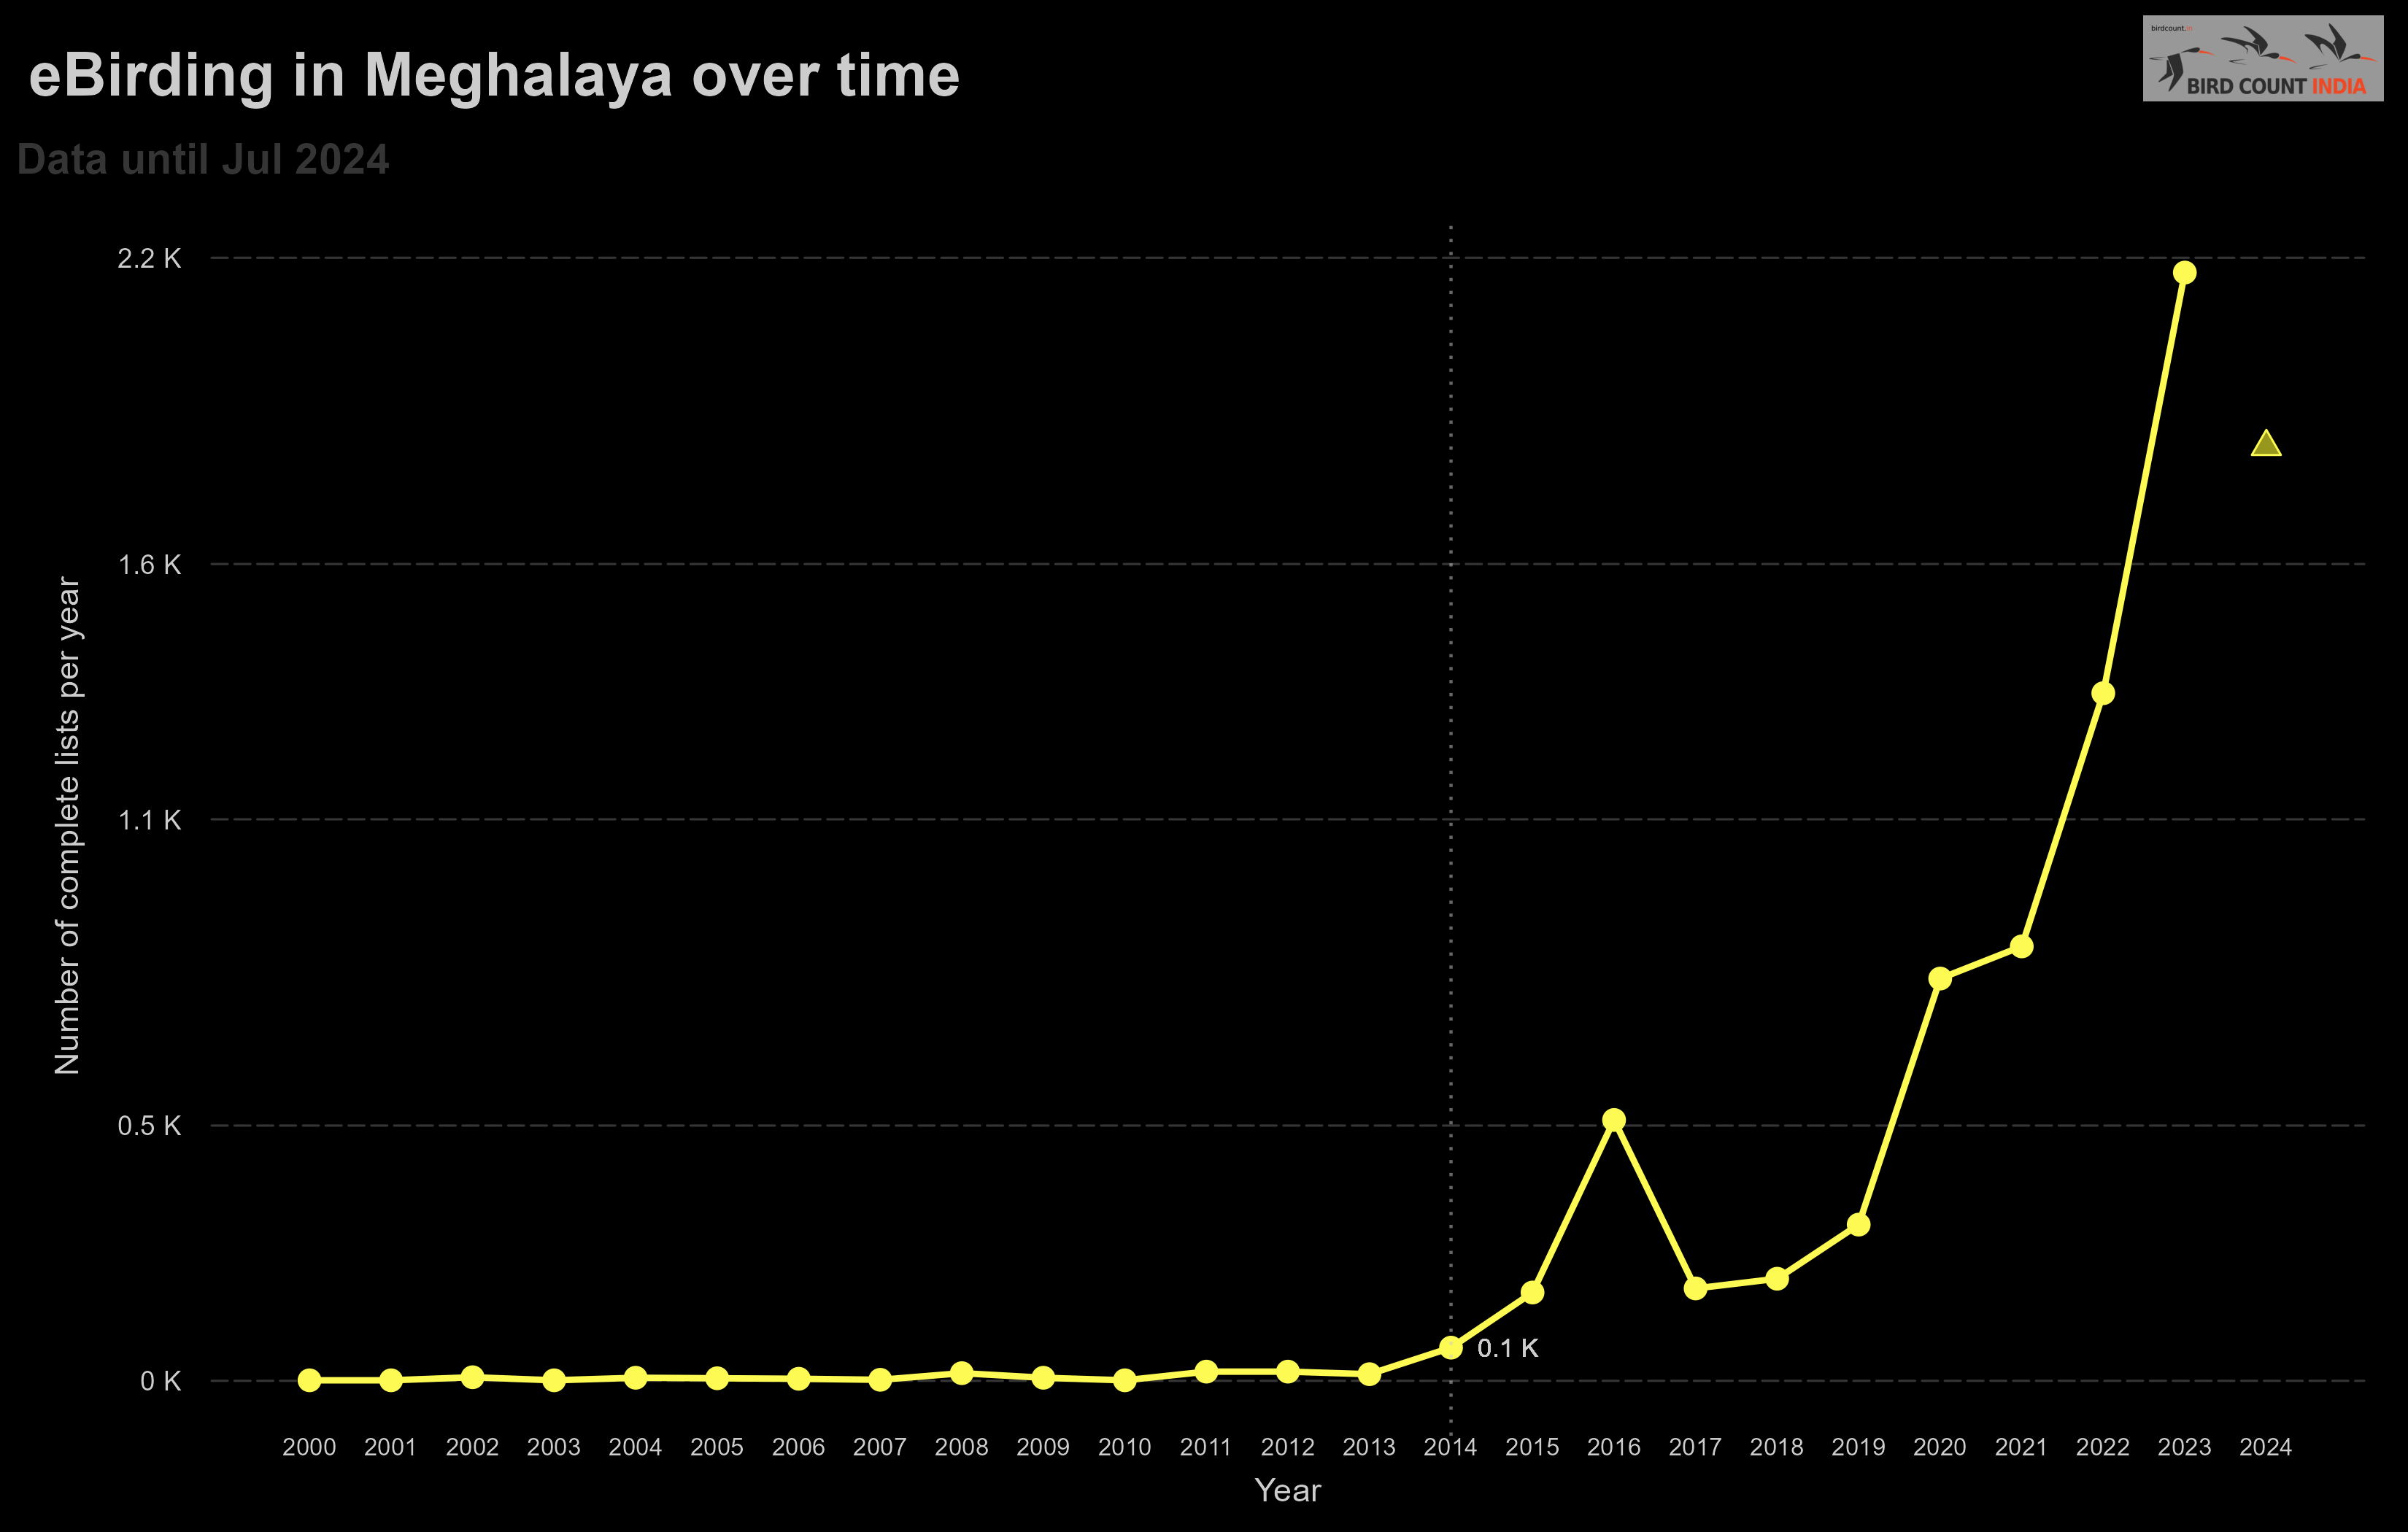 eBirding in Meghalaya over time
birdcount.in
BIRD COUNT INDIA
Data until Jul 2024
2.2 K
1.6 K
1.1 K
0.5 K
0 K
Number of complete lists per year
0.1 K
2000 2001 2002 2003 2004 2005 2006 2007 2008 2009 2010 2011 2012 2013 2014 2015 2016 2017 2018 2019 2020 2021 2022 2023 2024
Year